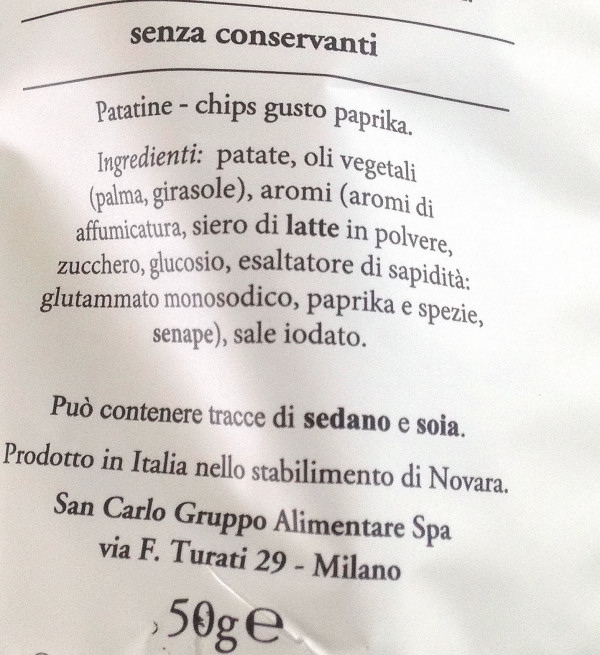 senza conservanti
Patatine - chips gusto paprika.
Ingredienti: patate, oli vegetali
(palma, girasole), aromi (aromi di
affumicatura, siero di latte in polvere,
zucchero, glucosio, esaltatore di sapidità:
glutammato monosodico, paprika e spezie,
senape), sale iodato.
Può contenere tracce di sedano e soia.
Prodotto in Italia nello stabilimento di Novara.
San Carlo Gruppo Alimentare Spa
via F. Turati 29 - Milano
50g e